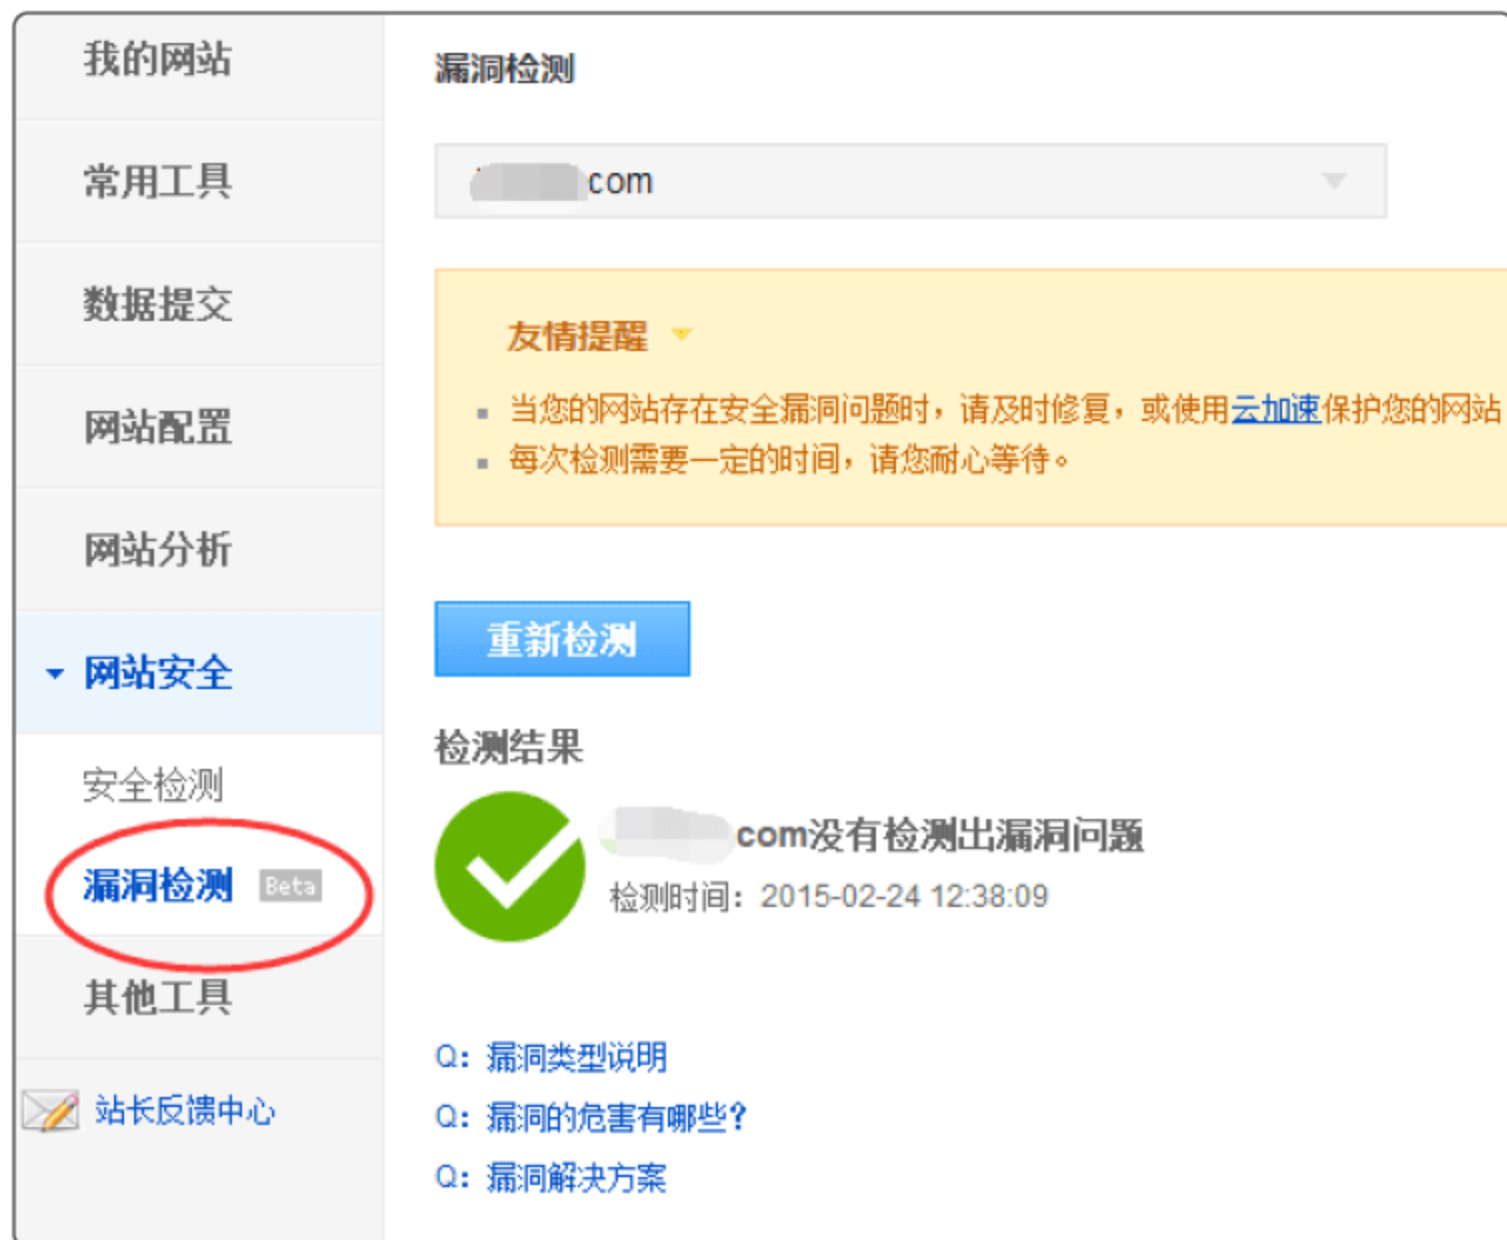 我的网站
常用工具
数据提交
网站配置
网站分析
网站安全
安全检测
漏洞检测 Beta
其他工具
站长反馈中心
漏洞检测
com
友情提醒
当您的网站存在安全漏洞问题时，请及时修复，或使用云加速保护您的网站
每次检测需要一定的时间，请您耐心等待。
重新检测
检测结果
com没有检测出漏洞问题
检测时间：2015-02-24 12:38:09
Q：漏洞类型说明
Q：漏洞的危害有哪些？
Q：漏洞解决方案